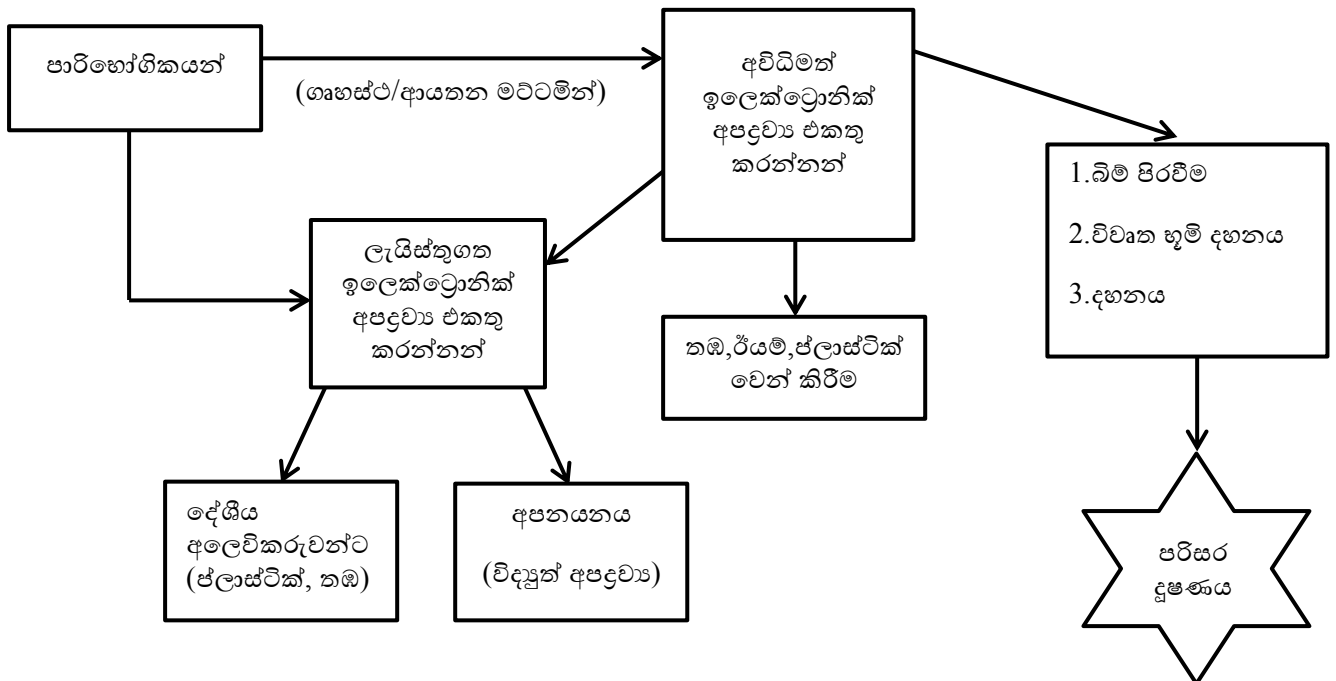 පාරිභෝගිකයන්
(ගෘහස්ථ/ආයතන මට්ටමින්)
අවිධිමත්
ඉලෙක්ට්‍රොනික්
අපද්‍රව්‍ය එකතු
කරන්නන්
1.බිම් පිරවීම
2.විවෘත භූමි දහනය
3.දහනය
ලැයිස්තුගත
ඉලෙක්ට්‍රොනික්
අපද්‍රව්‍ය එකතු
කරන්නන්
තඹ,ඊයම්,ප්ලාස්ටික්
වෙන් කිරීම
දේශීය
අලෙවිකරුවන්ට
(ප්ලාස්ටික්, තඹ)
අපනයනය
(විද්‍යුත් අපද්‍රව්‍ය)
පරිසර
දූෂණය